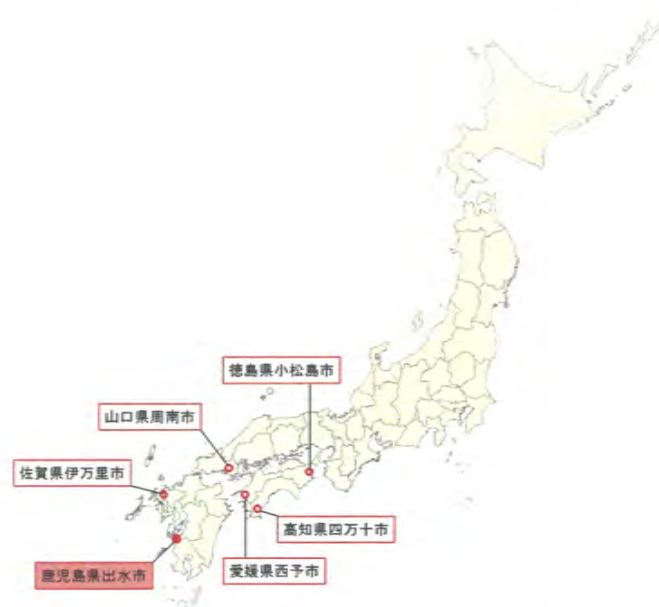 徳島県小松島市
山口県周南市
佐賀県伊万里市
高知県四万十市
鹿児島県出水市
愛媛県西予市